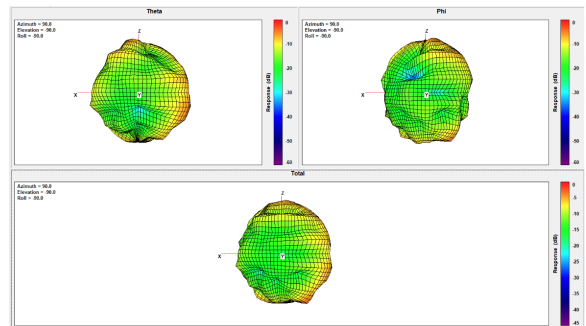 Theta
Azimuth = 90.0
Elevation = -90.0
Roll = -90.0
Z
X
Y
Response (dB)
0
-10
-20
-30
-40
-50
-60
Phi
Azimuth = 90.0
Elevation = -90.0
Roll = -90.0
Z
X
Y
Response (dB)
0
-10
-20
-30
-40
-50
-60
Total
Azimuth = 90.0
Elevation = -90.0
Roll = -90.0
Z
X
Y
Response (dB)
0
-5
-10
-15
-20
-25
-30
-35
-40
-45